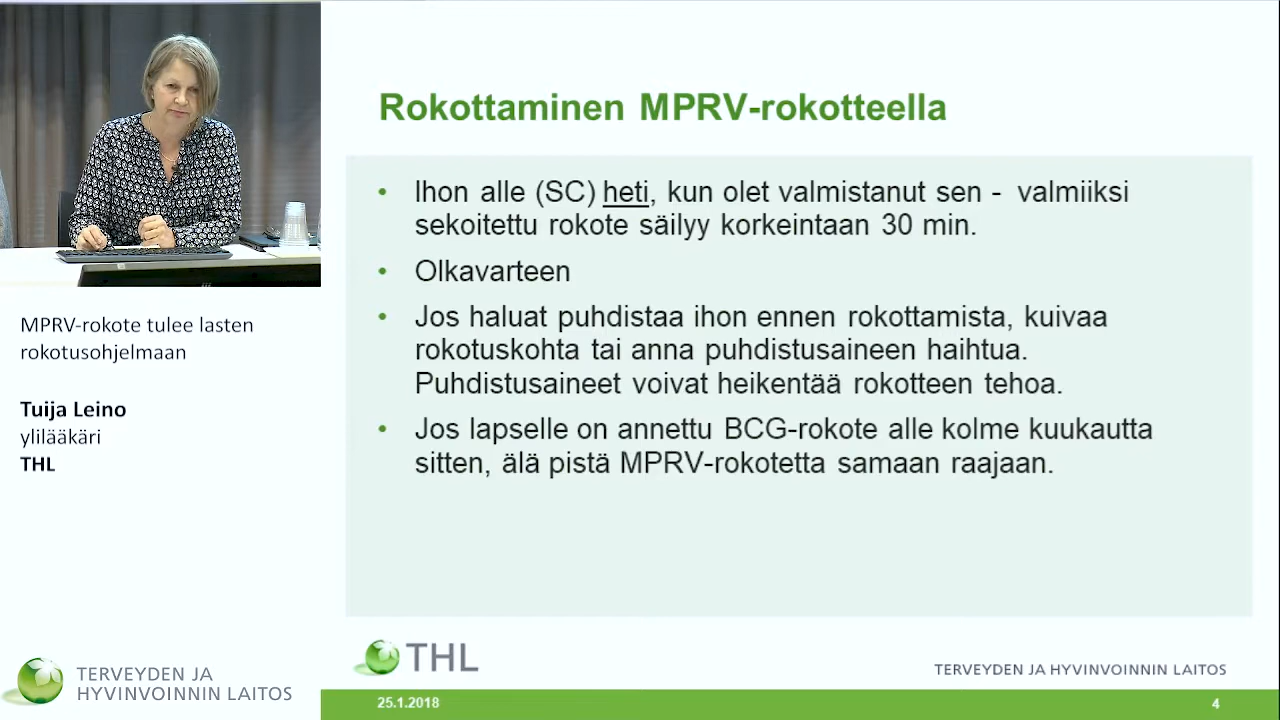 Rokottaminen MPRV-rokotteella
• Ihon alle (SC) heti, kun olet valmistanut sen - valmiiksi
sekoitettu rokote säilyy korkeintaan 30 min.
• Olkavarteen
• Jos haluat puhdistaa ihon ennen rokottamista, kuivaa
rokotuskohta tai anna puhdistusaineen haihtua.
Puhdistusaineet voivat heikentää rokotteen tehoa.
• Jos lapselle on annettu BCG-rokote alle kolme kuukautta
sitten, älä pistä MPRV-rokotetta samaan raajaan.
MPRV-rokote tulee lasten
rokotusohjelmaan
Tuija Leino
ylilääkäri
THL
TERVEYDEN JA
HYVINVOINNIN LAITOS
THL
TERVEYDEN JA HYVINVOINNIN LAITOS
25.1.2018
4